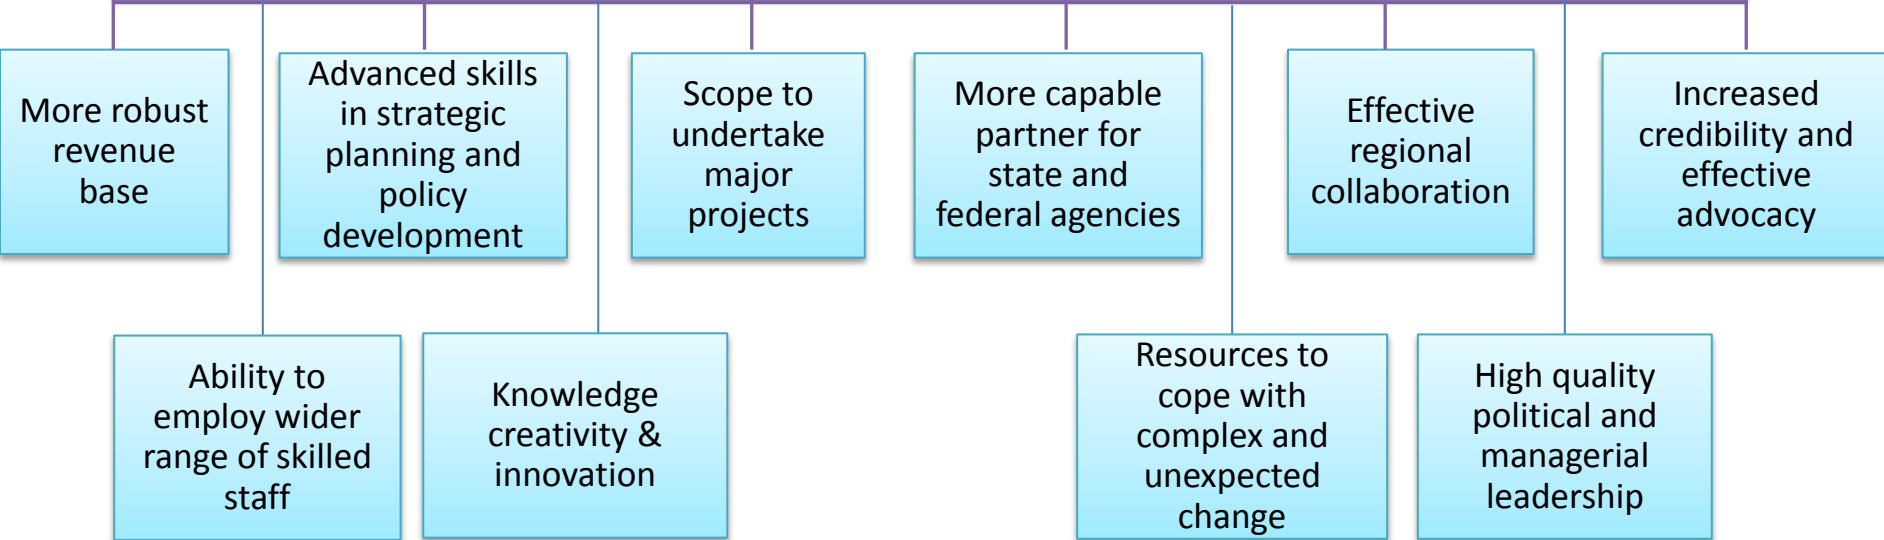 More robust
revenue
base
Advanced skills
in strategic
planning and
policy
development
Scope to
undertake
major
projects
More capable
partner for
state and
federal agencies
Effective
regional
collaboration
Increased
credibility and
effective
advocacy
Ability to
employ wider
range of skilled
staff
Knowledge
creativity &
innovation
Resources to
cope with
complex and
unexpected
change
High quality
political and
managerial
leadership